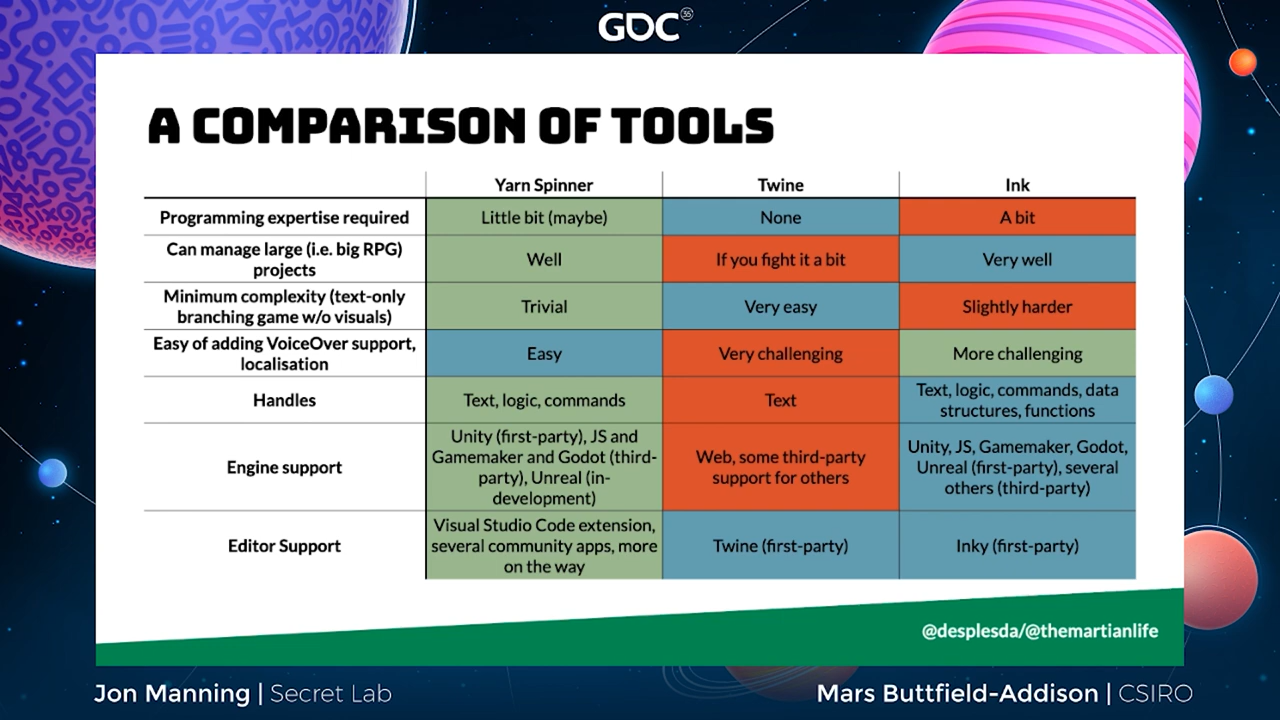 GDC 35
A COMPARISON OF TOOLS
Yarn Spinner Twine Ink
Programming expertise required Little bit (maybe) None A bit
Can manage large (i.e. big RPG)
projects
Well If you fight it a bit Very well
Minimum complexity (text-only
branching game w/o visuals)
Trivial Very easy Slightly harder
Easy of adding VoiceOver support,
localisation
Easy Very challenging More challenging
Handles Text, logic, commands Text
Text, logic, commands, data
structures, functions
Engine support
Unity (first-party), JS and
Gamemaker and Godot (third-
party), Unreal (in-
development)
Web, some third-party
support for others
Unity, JS, Gamemaker, Godot,
Unreal (first-party), several
others (third-party)
Editor Support
Visual Studio Code extension,
several community apps, more
on the way
Twine (first-party) Inky (first-party)
@desplesda/@themartianlife
Jon Manning | Secret Lab
Mars Buttfield-Addison | CSIRO